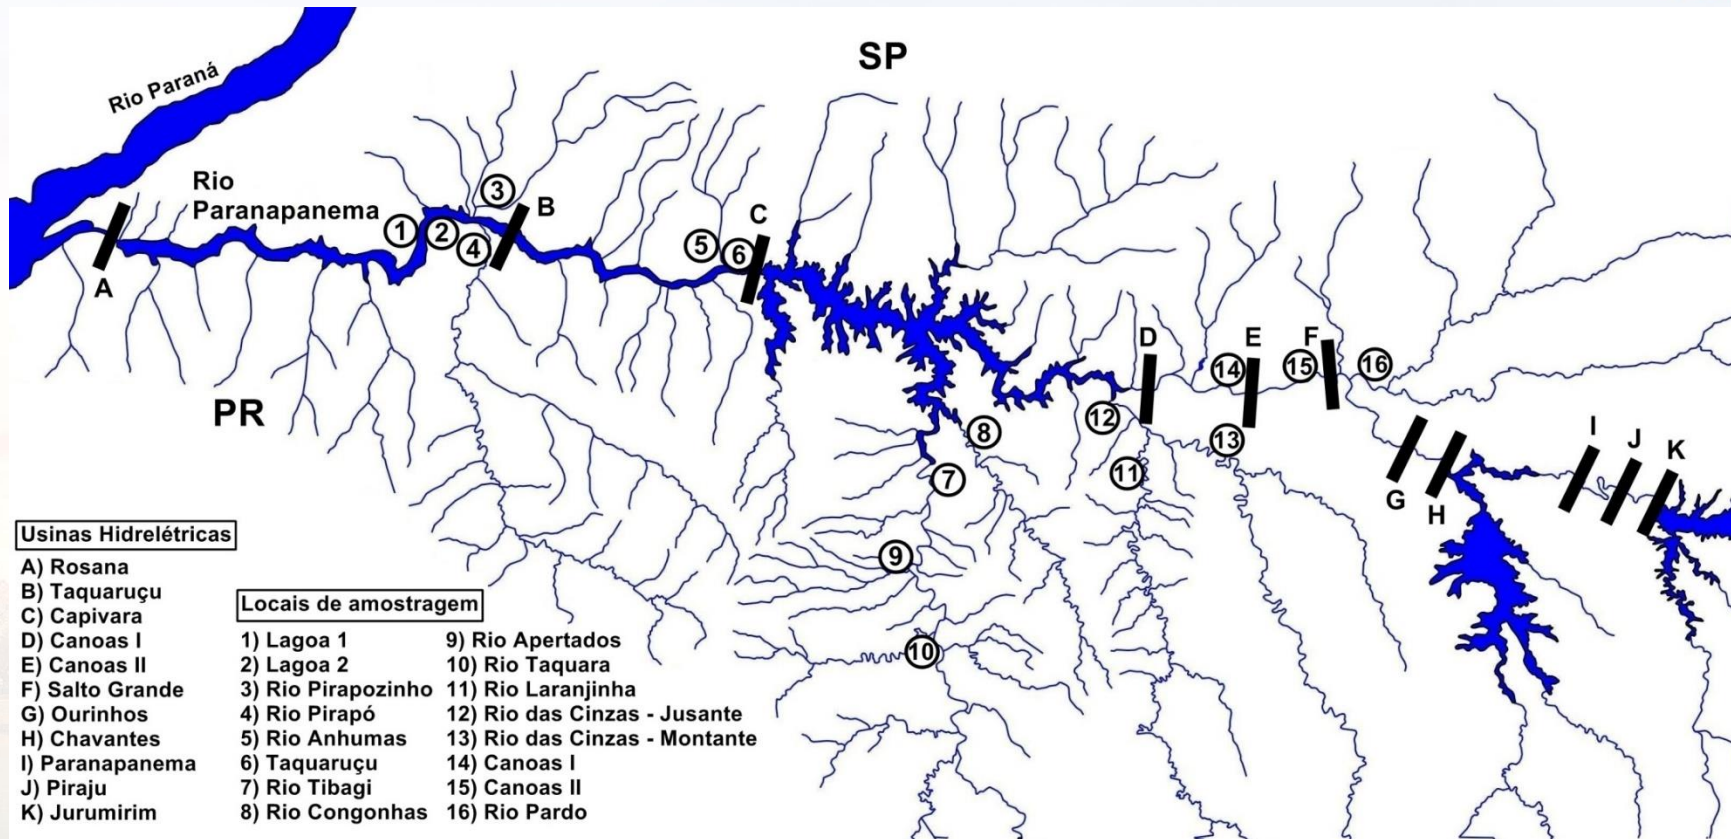 SP
Rio Paraná
Rio
Paranapanema
PR
A
B
C
D
E
F
G
H
I
J
K
1
2
3
4
5
6
7
8
9
10
11
12
13
14
15
16
Usinas Hidrelétricas
A) Rosana
B) Taquaruçu
C) Capivara
D) Canoas I
E) Canoas II
F) Salto Grande
G) Ourinhos
H) Chavantes
I) Paranapanema
J) Piraju
K) Jurumirim
Locais de amostragem
1) Lagoa 1
2) Lagoa 2
3) Rio Pirapozinho
4) Rio Pirapó
5) Rio Anhumas
6) Taquaruçu
7) Rio Tibagi
8) Rio Congonhas
9) Rio Apertados
10) Rio Taquara
11) Rio Laranjinha
12) Rio das Cinzas - Jusante
13) Rio das Cinzas - Montante
14) Canoas I
15) Canoas II
16) Rio Pardo